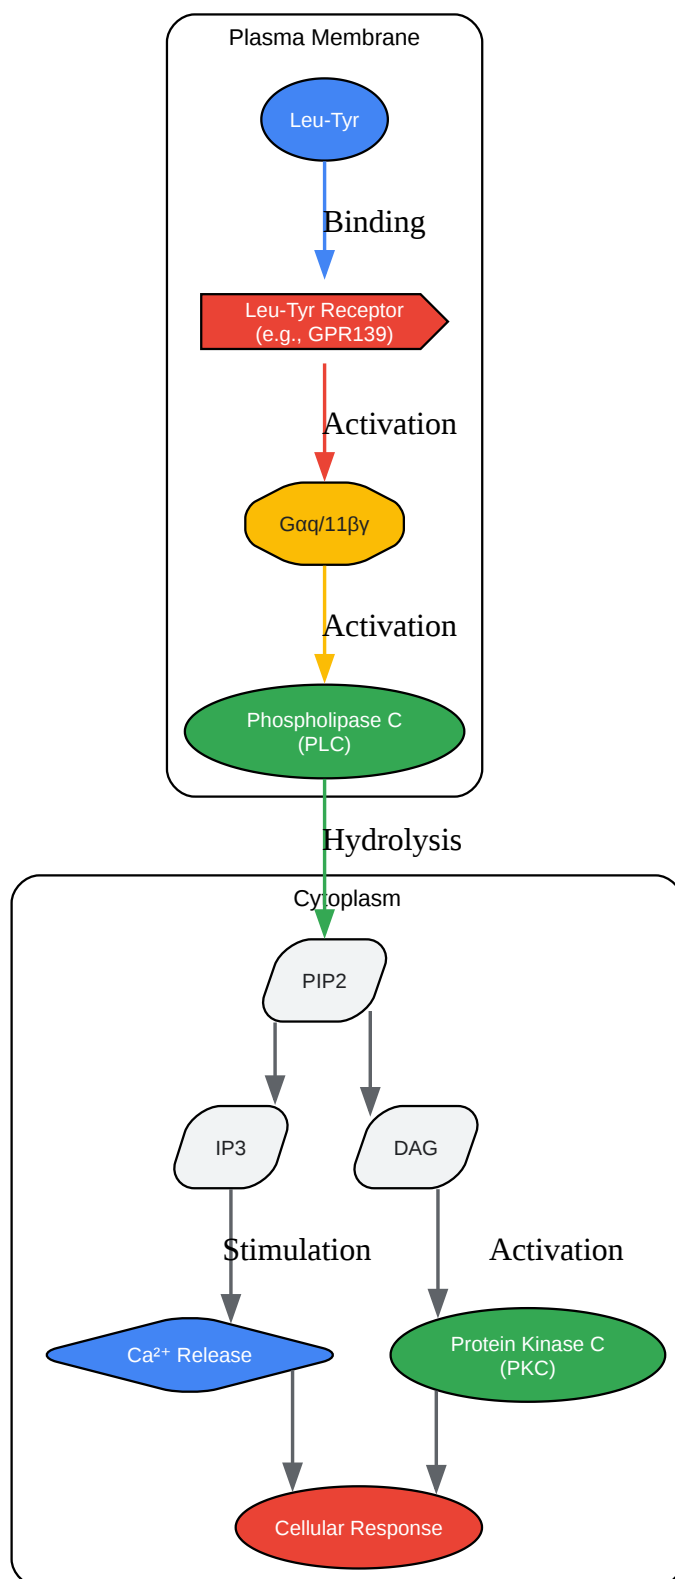 Plasma Membrane
Leu-Tyr
Binding
Leu-Tyr Receptor
(e.g., GPR139)
Activation
Gαq/11βγ
Activation
Phospholipase C
(PLC)
Hydrolysis
Cytoplasm
PIP2
IP3
DAG
Stimulation
Activation
Ca²⁺ Release
Protein Kinase C
(PKC)
Cellular Response